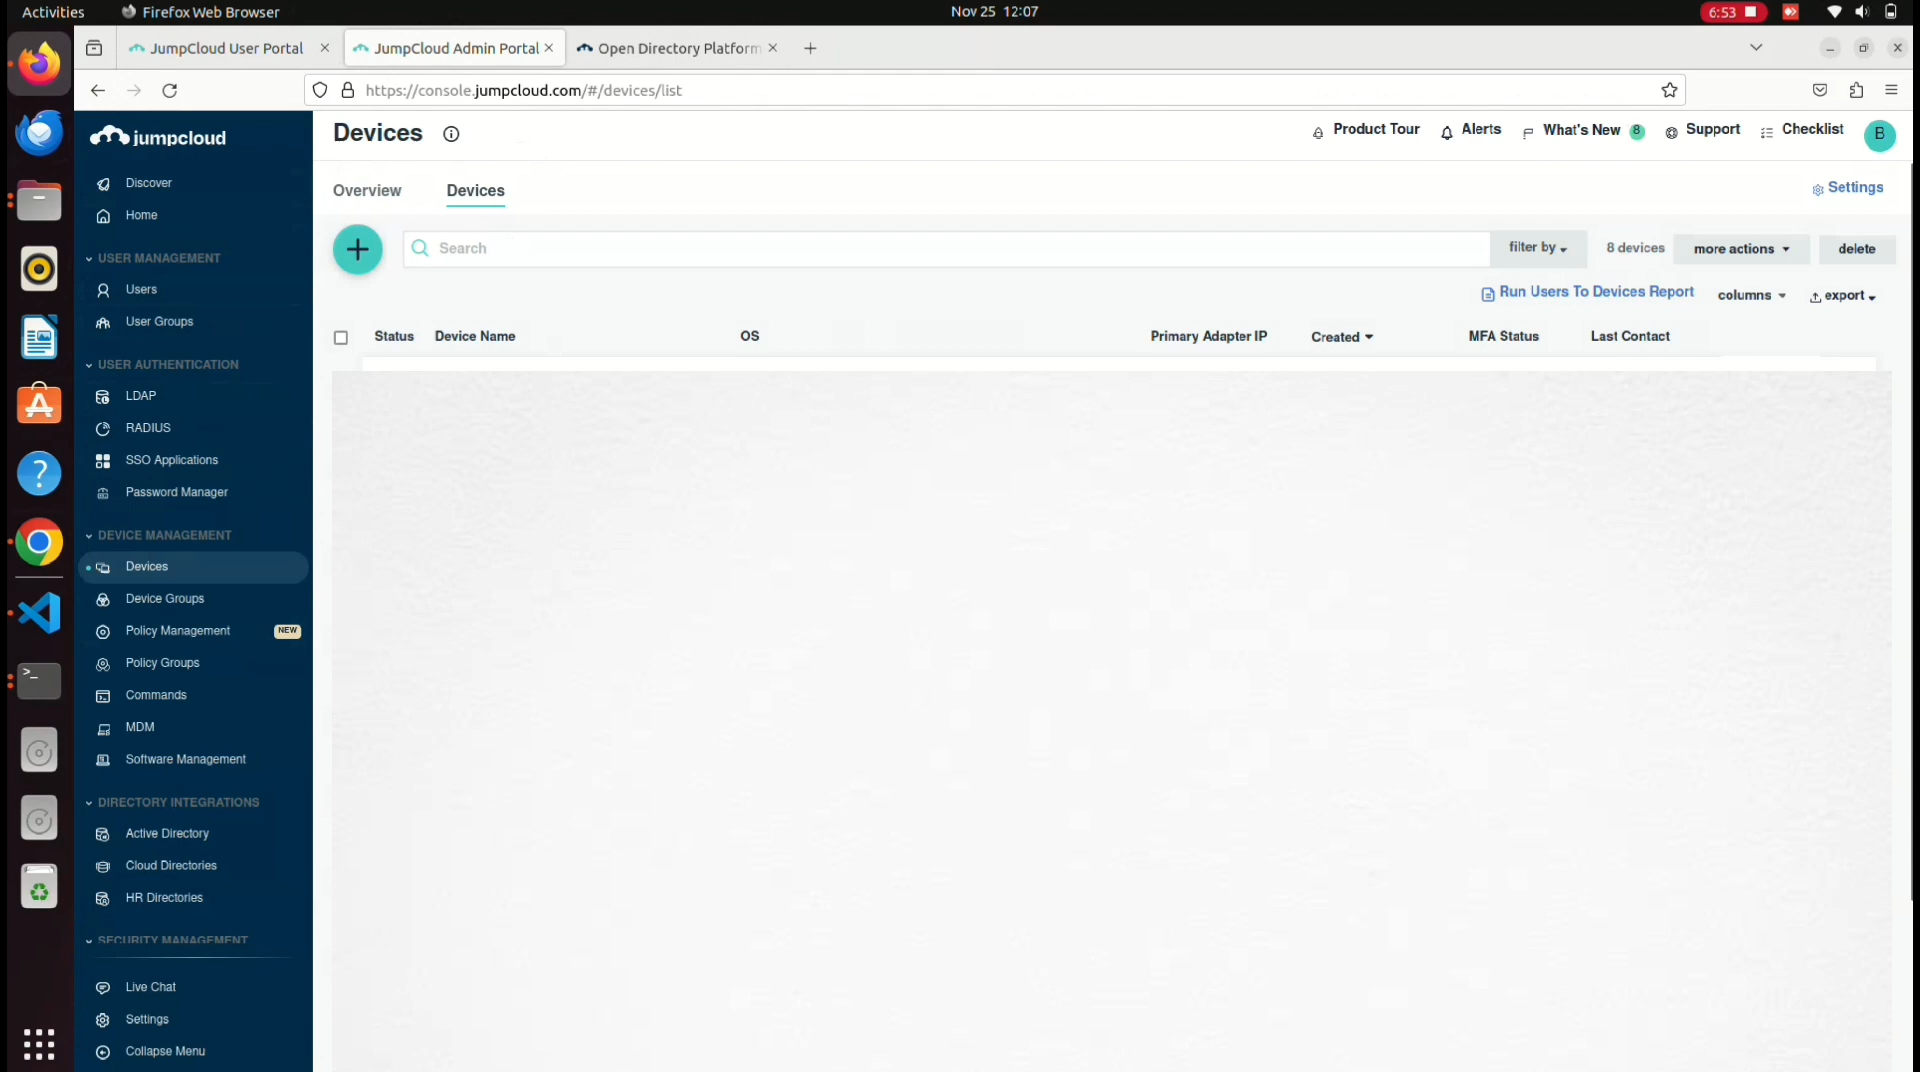 Activities
Firefox Web Browser
Nov 25 12:07
6:53
JumpCloud User Portal
JumpCloud Admin Portal
Open Directory Platform
https://console.jumpcloud.com/#/devices/list
jumpcloud
Devices
Product Tour
Alerts
What's New 8
Support
Checklist
B
Discover
Home
USER MANAGEMENT
Users
User Groups
USER AUTHENTICATION
LDAP
RADIUS
SSO Applications
Password Manager
DEVICE MANAGEMENT
Devices
Device Groups
Policy Management NEW
Policy Groups
Commands
MDM
Software Management
DIRECTORY INTEGRATIONS
Active Directory
Cloud Directories
HR Directories
SECURITY MANAGEMENT
Live Chat
Settings
Collapse Menu
Overview
Devices
Settings
Search
filter by
8 devices
more actions
delete
Run Users To Devices Report
columns
export
Status
Device Name
OS
Primary Adapter IP
Created
MFA Status
Last Contact